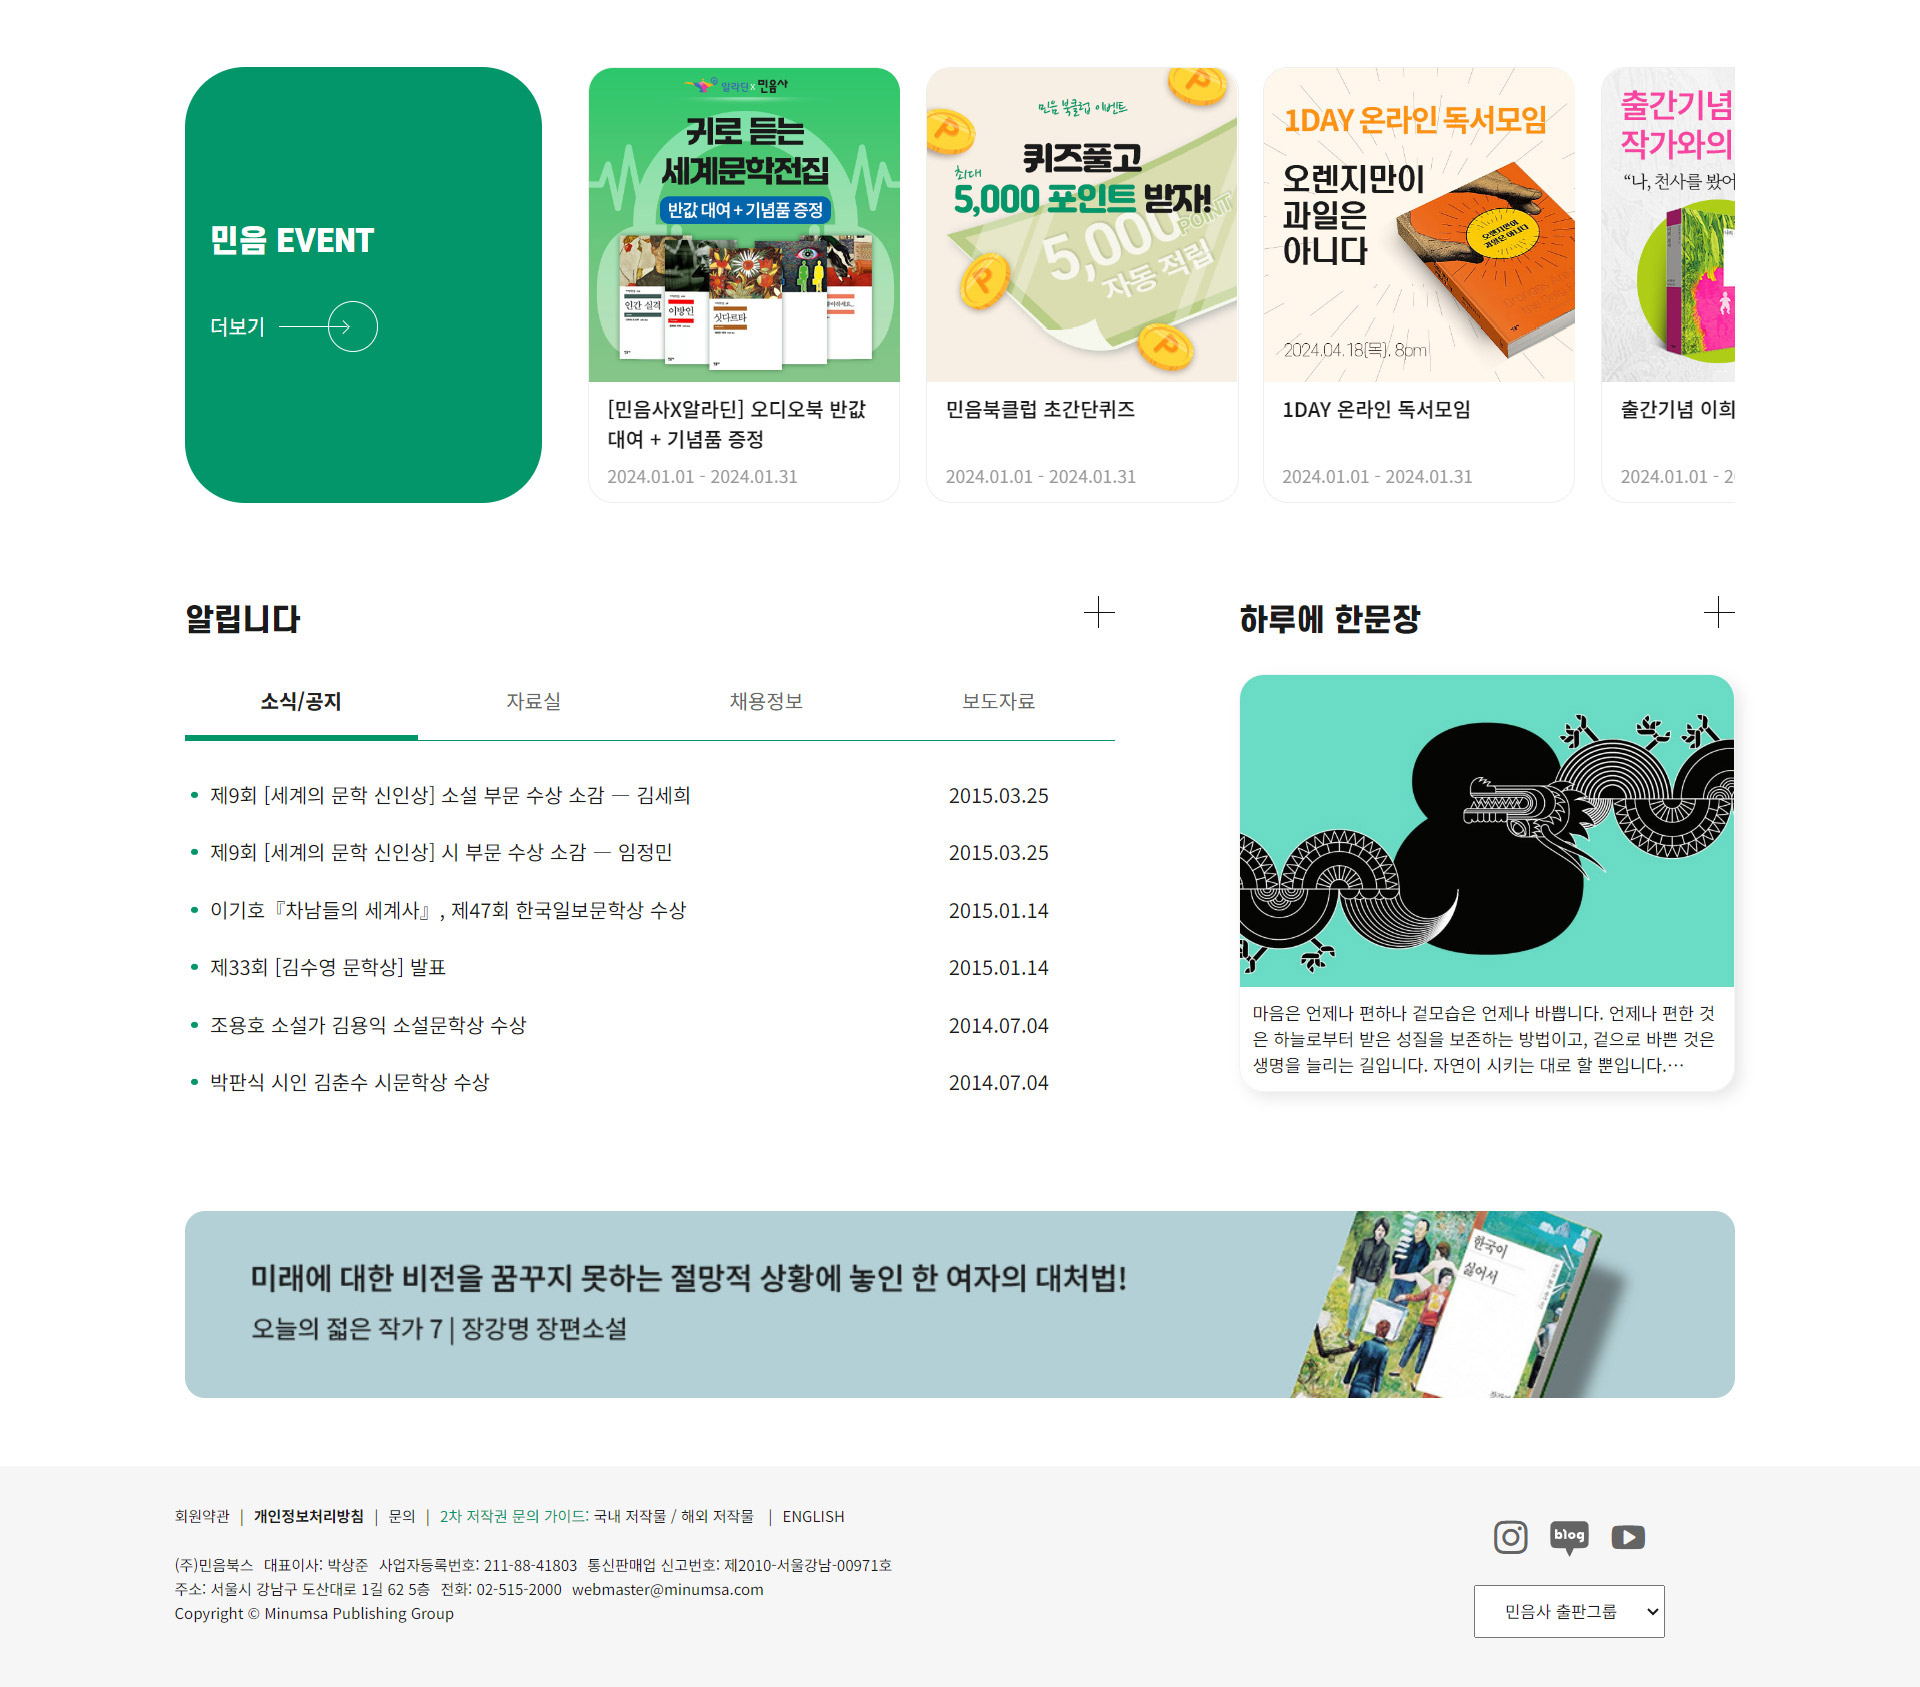 민음 EVENT
더보기
알라딘 x 민음사
귀로 듣는
세계문학전집
반값 대여 + 기념품 증정
인간 실격
이방인
싯다르타
[민음사X알라딘] 오디오북 반값
대여 + 기념품 증정
2024.01.01 - 2024.01.31
민음 북클럽 이벤트
퀴즈풀고
최대
5,000 포인트 받자!
5,000 POINT
자동 적립
민음북클럽 초간단퀴즈
2024.01.01 - 2024.01.31
1DAY 온라인 독서모임
오렌지만이
과일은
아니다
오렌지만이
과일은 아니다
2024.04.18(목). 8pm
1DAY 온라인 독서모임
2024.01.01 - 2024.01.31
출간기념
작가와의
“나, 천사를 봤어
출간기념 이희
2024.01.01 - 2
알립니다
소식/공지 자료실 채용정보 보도자료
제9회 [세계의 문학 신인상] 소설 부문 수상 소감 — 김세희 2015.03.25
제9회 [세계의 문학 신인상] 시 부문 수상 소감 — 임정민 2015.03.25
이기호『차남들의 세계사』, 제47회 한국일보문학상 수상 2015.01.14
제33회 [김수영 문학상] 발표 2015.01.14
조용호 소설가 김용익 소설문학상 수상 2014.07.04
박판식 시인 김춘수 시문학상 수상 2014.07.04
하루에 한문장
마음은 언제나 편하나 겉모습은 언제나 바쁩니다. 언제나 편한 것
은 하늘로부터 받은 성질을 보존하는 방법이고, 겉으로 바쁜 것은
생명을 늘리는 길입니다. 자연이 시키는 대로 할 뿐입니다.…
미래에 대한 비전을 꿈꾸지 못하는 절망적 상황에 놓인 한 여자의 대처법!
오늘의 젊은 작가 7 | 장강명 장편소설
한국이
싫어서
회원약관 | 개인정보처리방침 | 문의 | 2차 저작권 문의 가이드: 국내 저작물 / 해외 저작물 | ENGLISH
(주)민음북스 대표이사: 박상준 사업자등록번호: 211-88-41803 통신판매업 신고번호: 제2010-서울강남-00971호
주소: 서울시 강남구 도산대로 1길 62 5층 전화: 02-515-2000 webmaster@minumsa.com
Copyright © Minumsa Publishing Group
blog
민음사 출판그룹